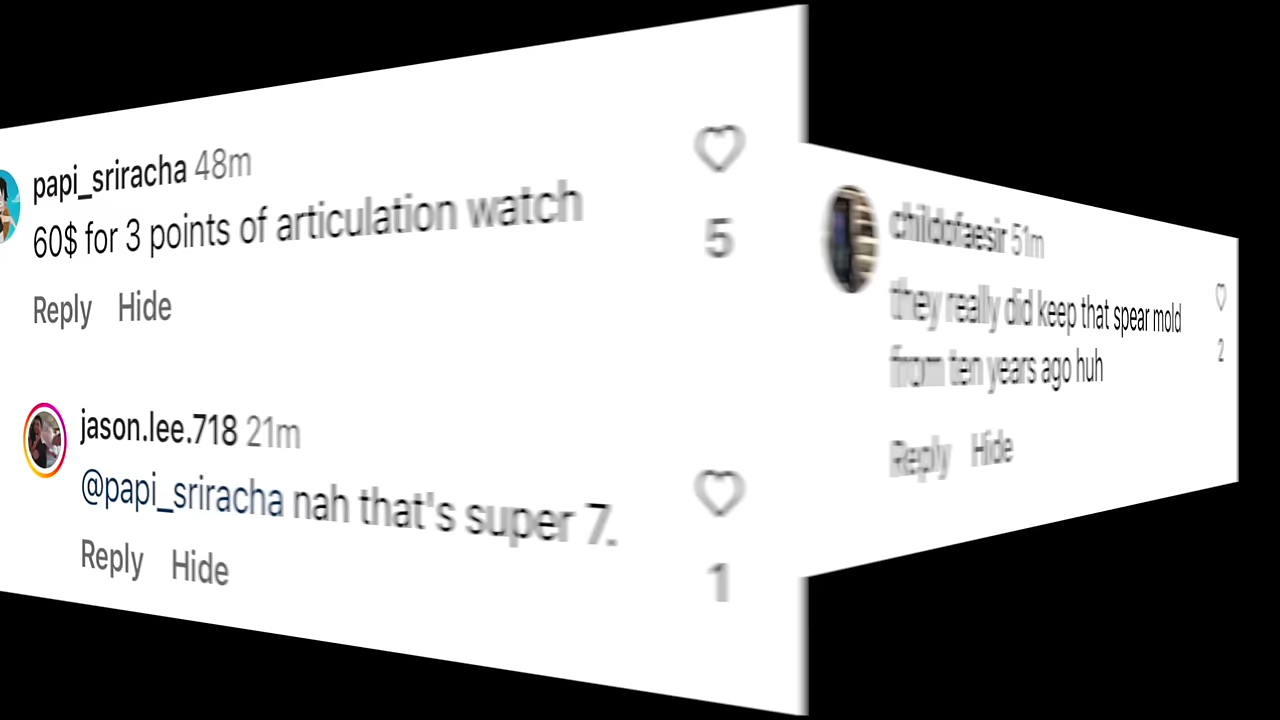 papi_sriracha 48m
60$ for 3 points of articulation watch
5
Reply Hide
jason.lee.718 21m
@papi_sriracha nah that's super 7.
1
Reply Hide
childofaesir 51m
they really did keep that spear mold
2
from ten years ago huh
Reply Hide